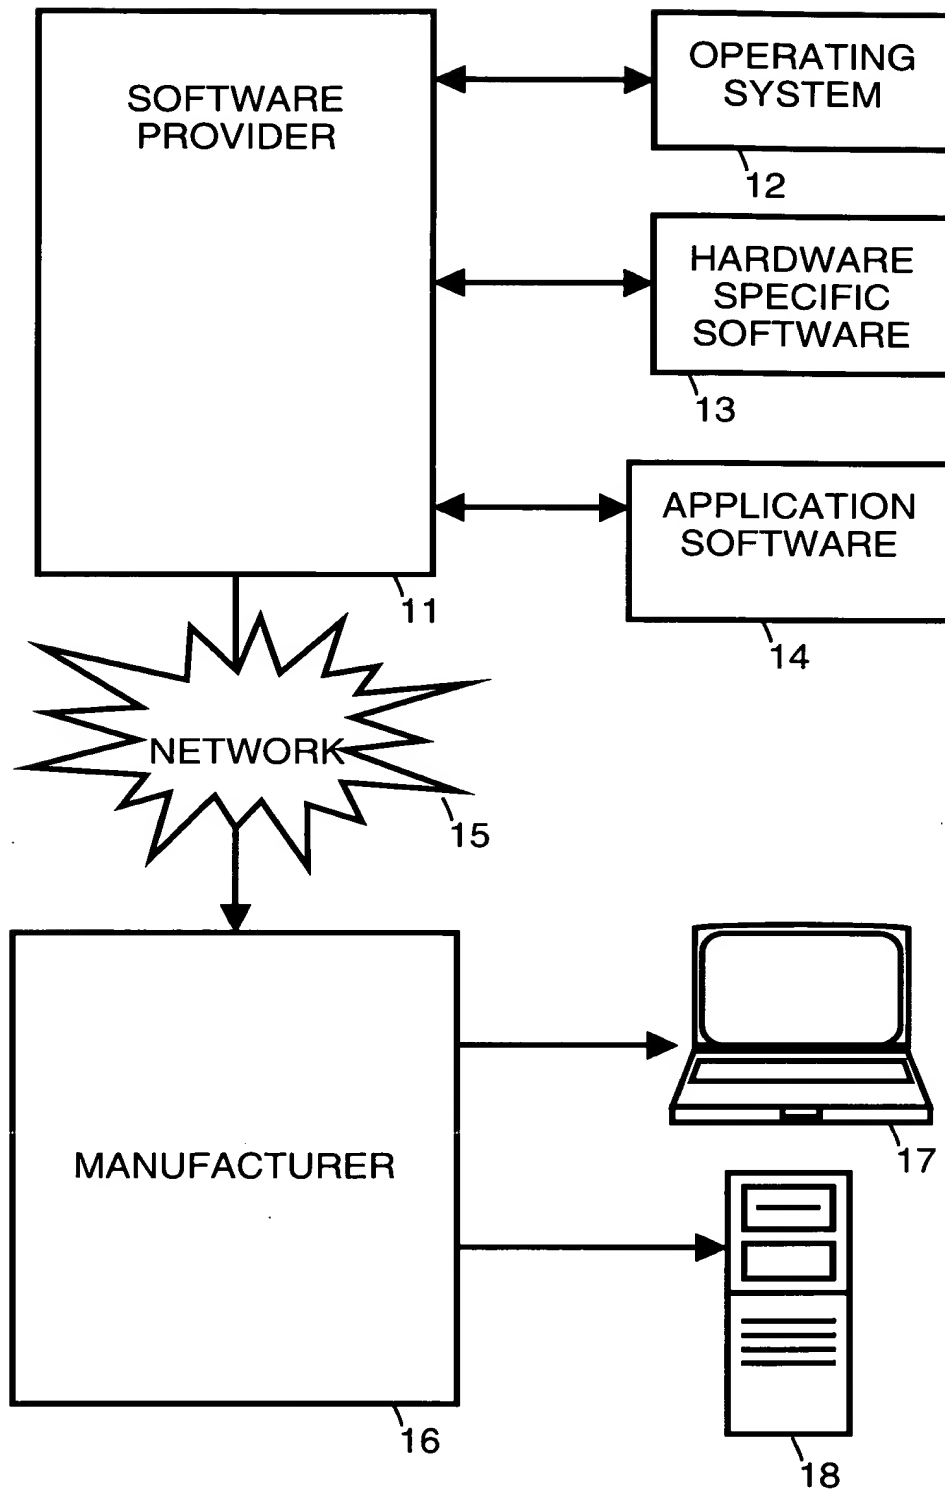 SOFTWARE
PROVIDER
11
OPERATING
SYSTEM
12
HARDWARE
SPECIFIC
SOFTWARE
13
APPLICATION
SOFTWARE
14
NETWORK
15
MANUFACTURER
16
17
18